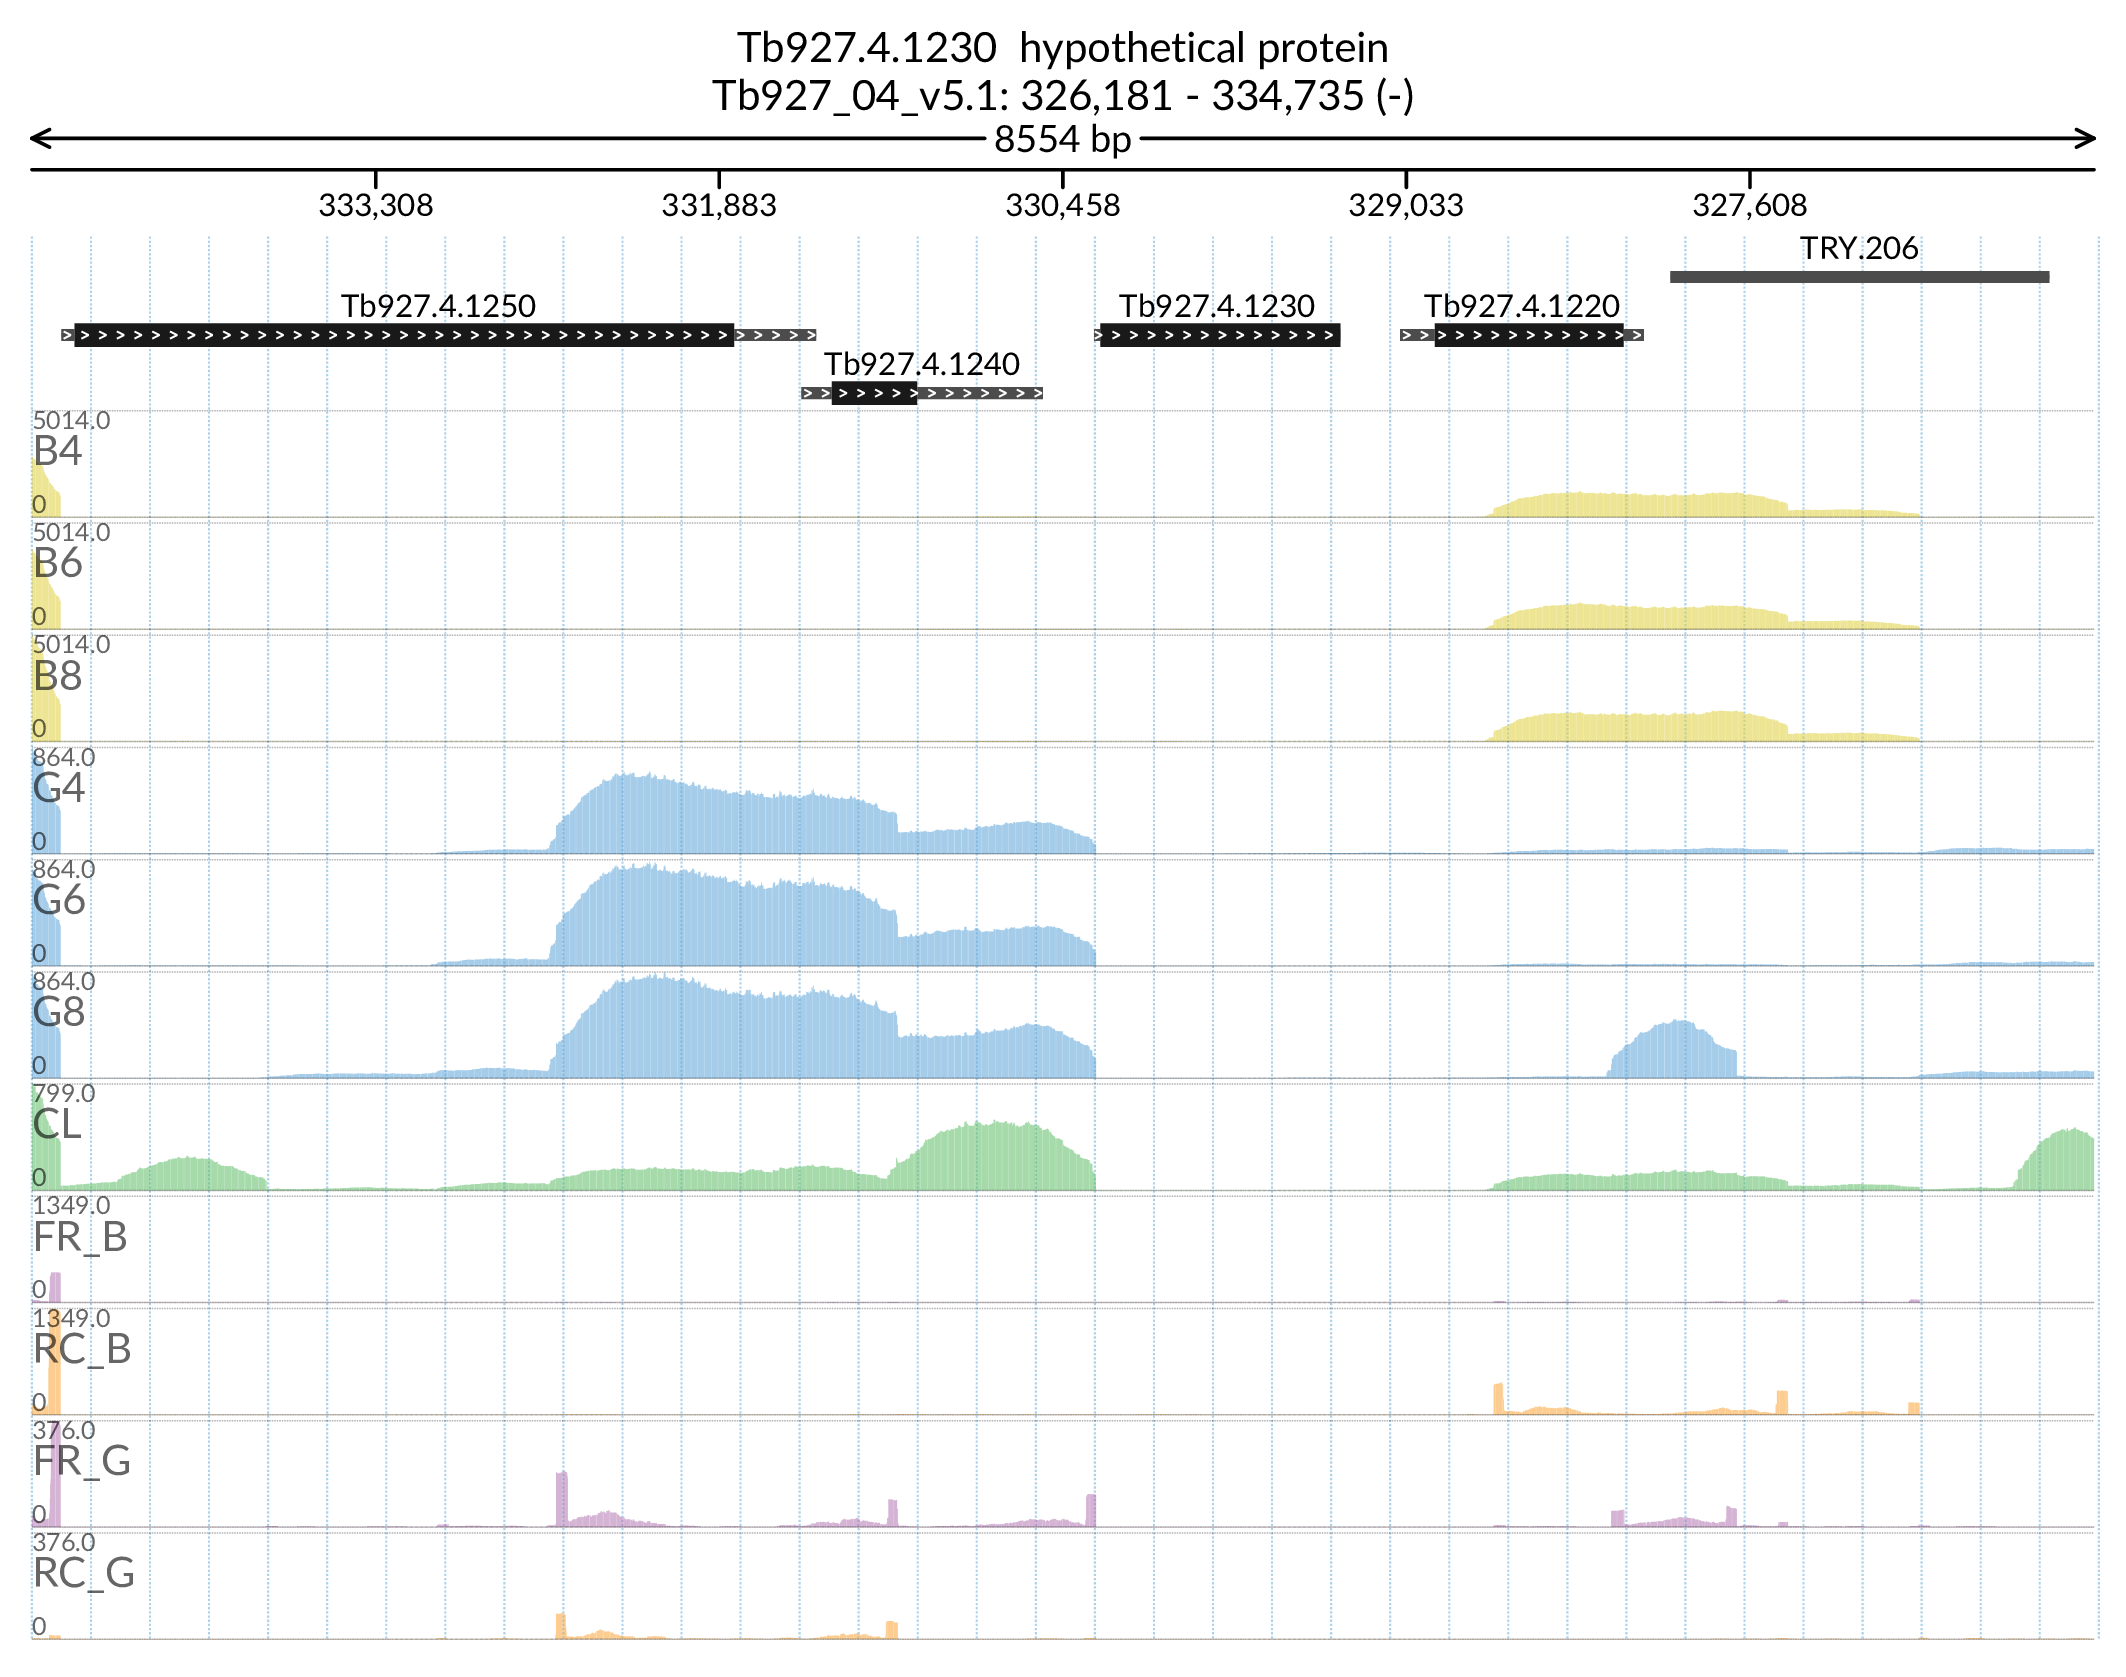 Tb927.4.1230  hypothetical protein
Tb927_04_v5.1: 326,181 - 334,735 (-)
8554 bp
333,308 331,883 330,458 329,033 327,608
TRY.206
Tb927.4.1250 Tb927.4.1230 Tb927.4.1220
Tb927.4.1240
5014.0
B4
0
5014.0
B6
0
5014.0
B8
0
864.0
G4
0
864.0
G6
0
864.0
G8
0
799.0
CL
0
1349.0
FR_B
0
1349.0
RC_B
0
376.0
FR_G
0
376.0
RC_G
0